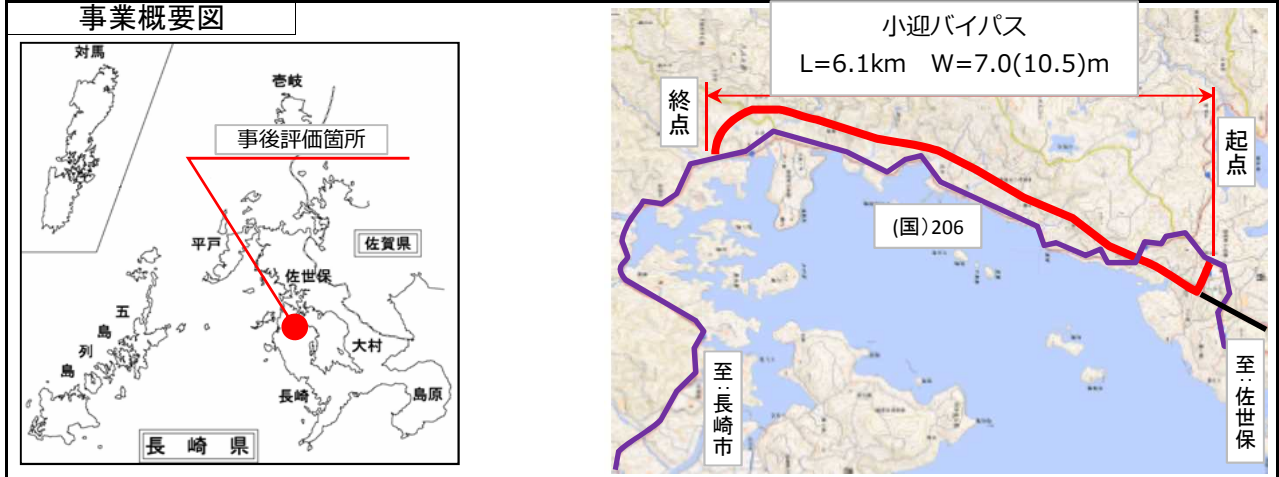 事業概要図
対馬
壱岐
事後評価箇所
平戸
佐賀県
佐世保
五島列島
大村
長崎
島原
長崎県
小迎バイパス
L=6.1km W=7.0(10.5)m
終点
起点
(国)206
至:長崎市
至:佐世保